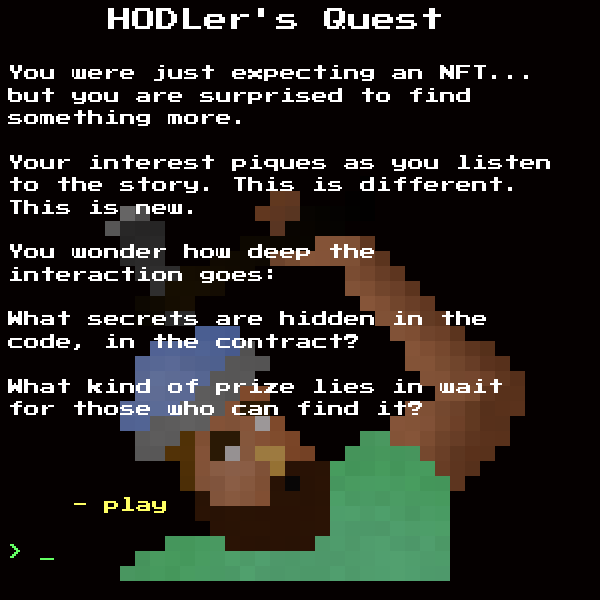 HODLer's Quest
You were just expecting an NFT...
but you are surprised to find
something more.
Your interest piques as you listen
to the story. This is different.
This is new.
You wonder how deep the
interaction goes:
What secrets are hidden in the
code, in the contract?
What kind of prize lies in wait
for those who can find it?
- play
> _